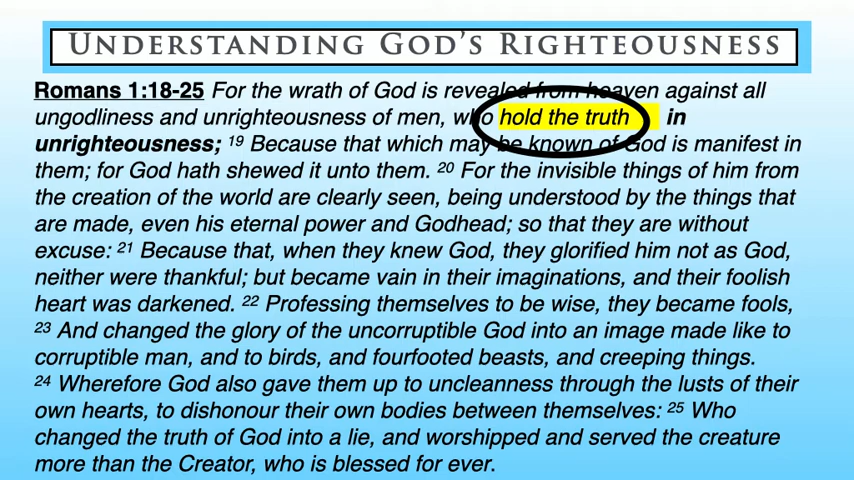 UNDERSTANDING GOD'S RIGHTEOUSNESS
Romans 1:18-25 For the wrath of God is revealed from heaven against all
ungodliness and unrighteousness of men, who hold the truth in
unrighteousness; 19 Because that which may be known of God is manifest in
them; for God hath shewed it unto them. 20 For the invisible things of him from
the creation of the world are clearly seen, being understood by the things that
are made, even his eternal power and Godhead; so that they are without
excuse: 21 Because that, when they knew God, they glorified him not as God,
neither were thankful; but became vain in their imaginations, and their foolish
heart was darkened. 22 Professing themselves to be wise, they became fools,
23 And changed the glory of the uncorruptible God into an image made like to
corruptible man, and to birds, and fourfooted beasts, and creeping things.
24 Wherefore God also gave them up to uncleanness through the lusts of their
own hearts, to dishonour their own bodies between themselves: 25 Who
changed the truth of God into a lie, and worshipped and served the creature
more than the Creator, who is blessed for ever.